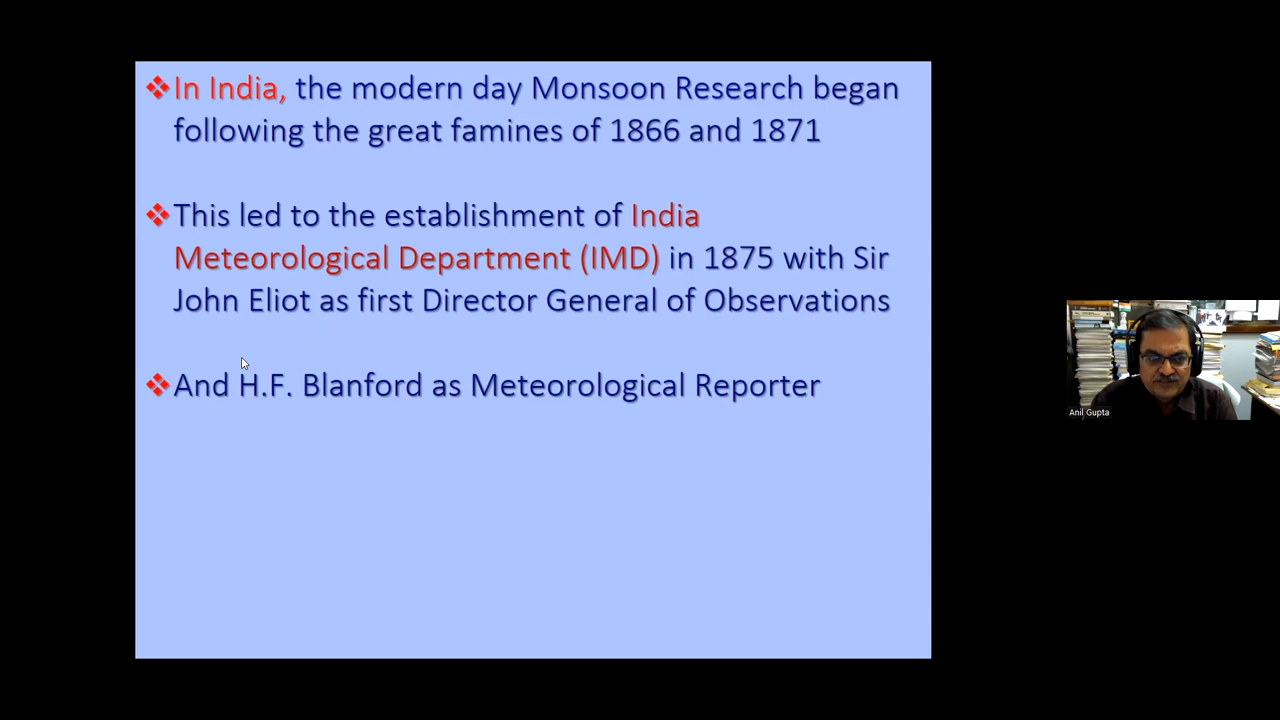 ❖In India, the modern day Monsoon Research began
following the great famines of 1866 and 1871
❖This led to the establishment of India
Meteorological Department (IMD) in 1875 with Sir
John Eliot as first Director General of Observations
❖And H.F. Blanford as Meteorological Reporter
Anil Gupta